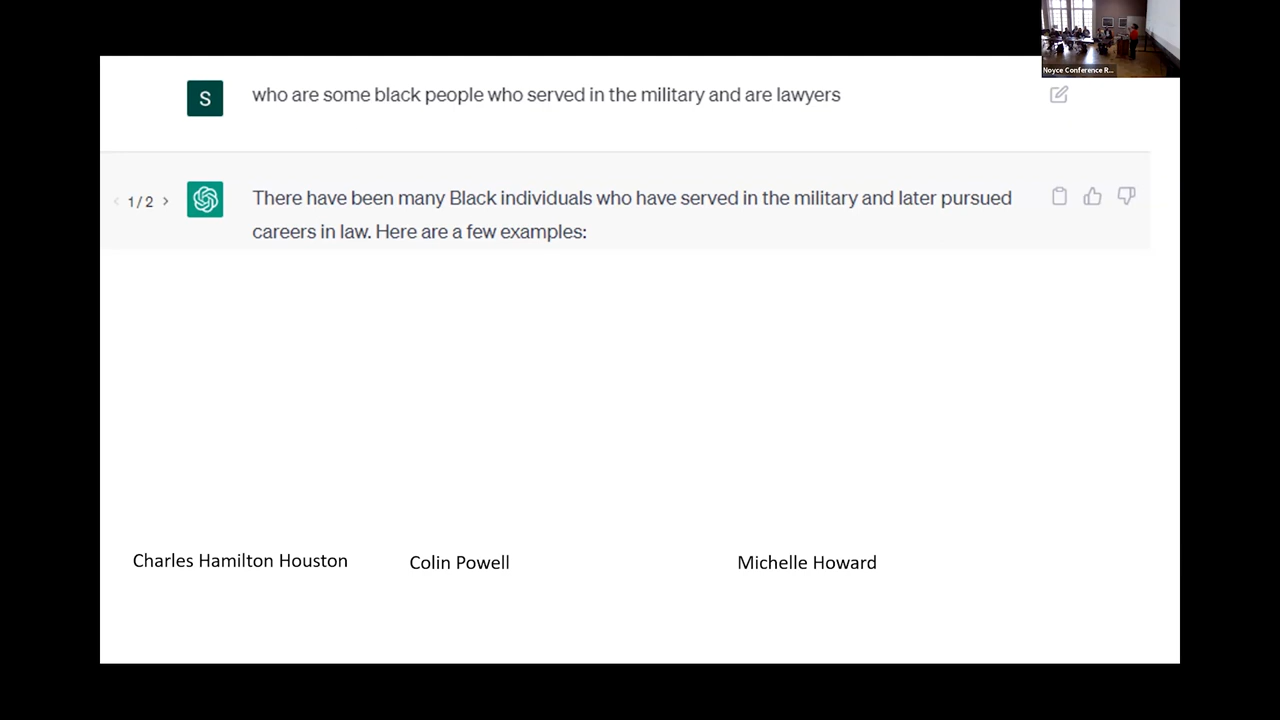 Noyce Conference R...
S
who are some black people who served in the military and are lawyers
< 1 / 2 >
There have been many Black individuals who have served in the military and later pursued
careers in law. Here are a few examples:
Charles Hamilton Houston
Colin Powell
Michelle Howard